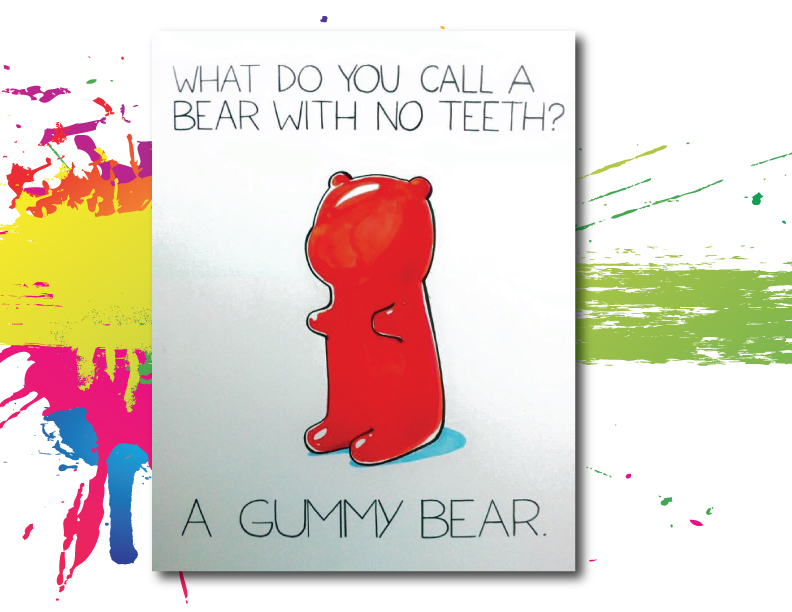 WHAT DO YOU CALL A
BEAR WITH NO TEETH?
A GUMMY BEAR.